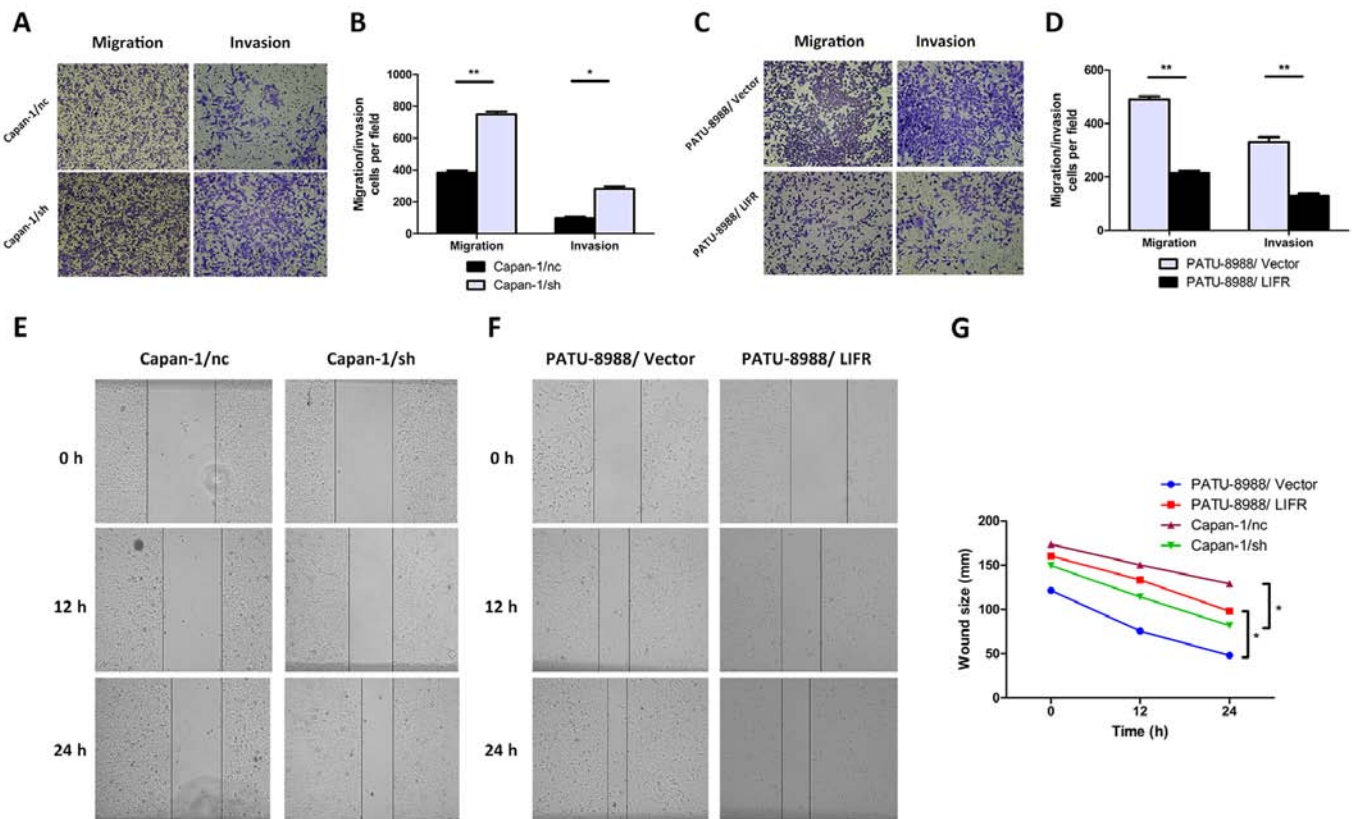 A
Migration Invasion
Capan-1/nc
Capan-1/sh
B
Migration/invasion
cells per field
1000
800
600
400
200
0
** *
Migration Invasion
Capan-1/nc
Capan-1/sh
C
Migration Invasion
PATU-8988/ Vector
PATU-8988/ LIFR
D
Migration/invasion
cells per field
600
400
200
0
** **
Migration Invasion
PATU-8988/ Vector
PATU-8988/ LIFR
E
Capan-1/nc Capan-1/sh
0 h
12 h
24 h
F
PATU-8988/ Vector PATU-8988/ LIFR
0 h
12 h
24 h
G
PATU-8988/ Vector
PATU-8988/ LIFR
Capan-1/nc
Capan-1/sh
Wound size (mm)
200
150
100
50
0
*
*
0 12 24
Time (h)